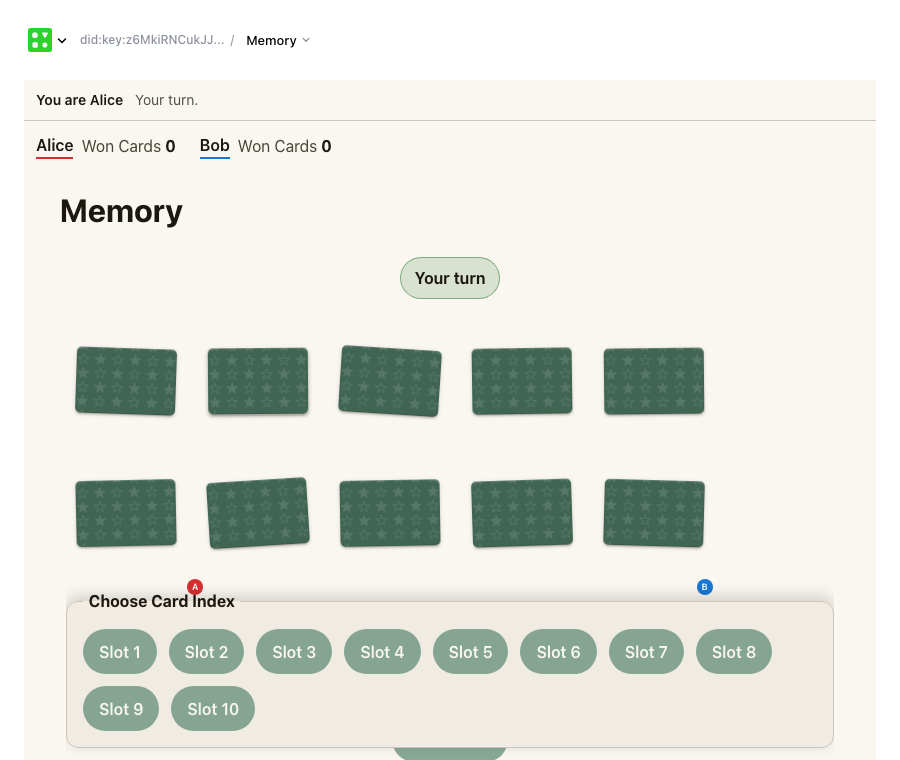 did:key:z6MkiRNCukJJ... / Memory
You are Alice Your turn.
Alice Won Cards 0 Bob Won Cards 0
Memory
Your turn
A B
Choose Card Index
Slot 1 Slot 2 Slot 3 Slot 4 Slot 5 Slot 6 Slot 7 Slot 8
Slot 9 Slot 10